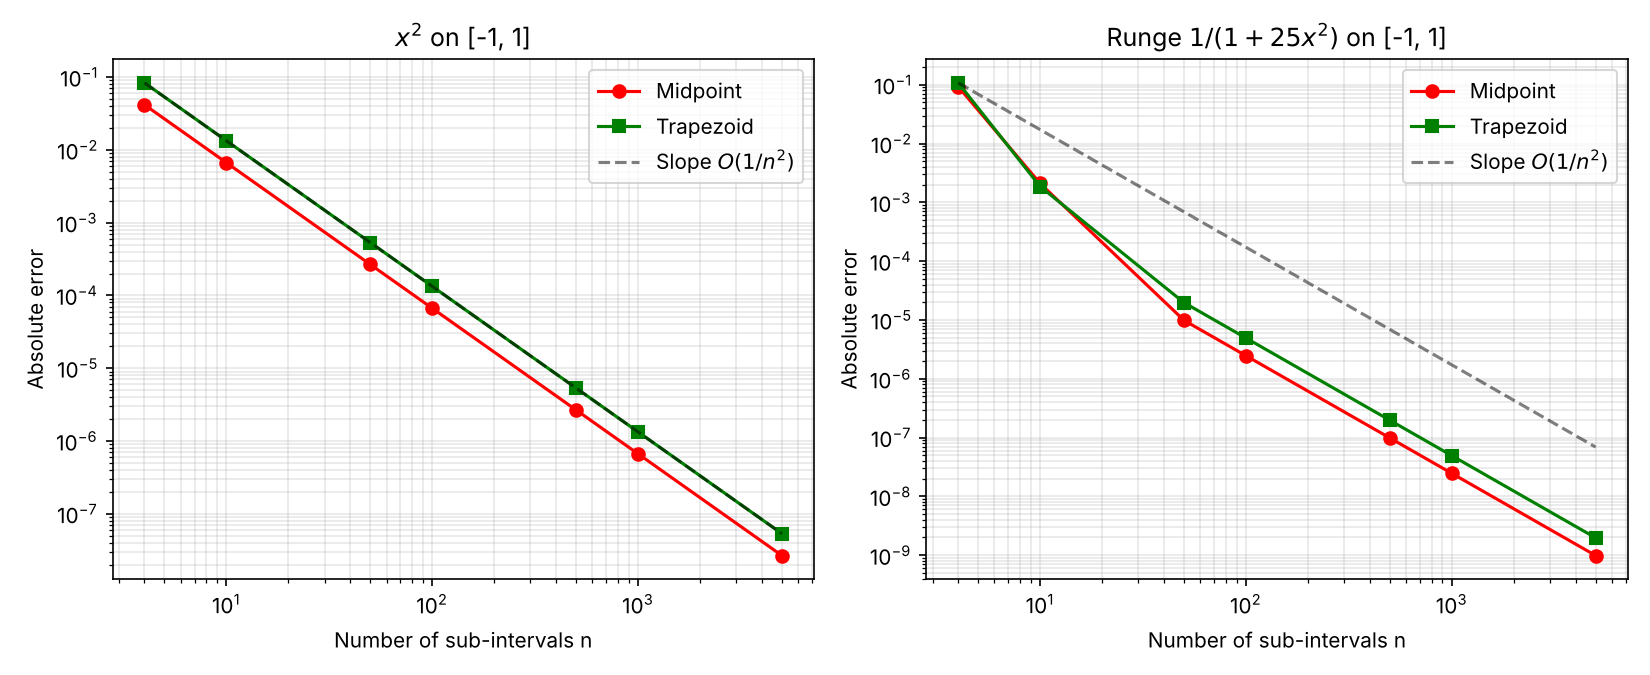 x² on [-1, 1]
10⁻¹
10⁻²
10⁻³
10⁻⁴
10⁻⁵
10⁻⁶
10⁻⁷
Absolute error
Midpoint
Trapezoid
Slope O(1/n²)
10¹
10²
10³
Number of sub-intervals n
Runge 1/(1 + 25x²) on [-1, 1]
10⁻¹
10⁻²
10⁻³
10⁻⁴
10⁻⁵
10⁻⁶
10⁻⁷
10⁻⁸
10⁻⁹
Absolute error
Midpoint
Trapezoid
Slope O(1/n²)
10¹
10²
10³
Number of sub-intervals n